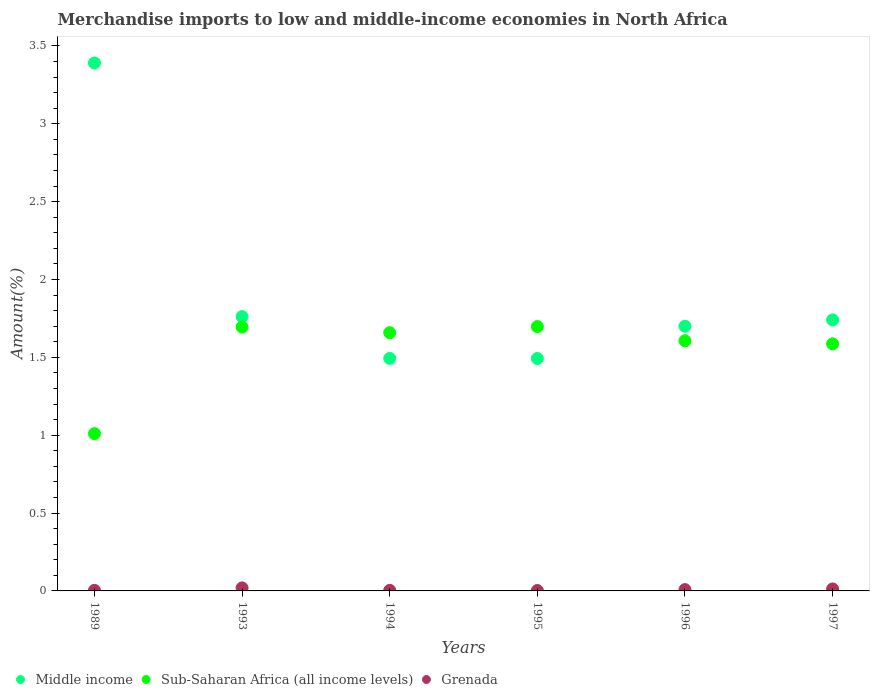 Merchandise imports to low and middle-income economies in North Africa
Amount(%)
3.5
3
2.5
2
1.5
1
0.5
0
1989
1993
1994
1995
1996
1997
Years
Middle income
Sub-Saharan Africa (all income levels)
Grenada